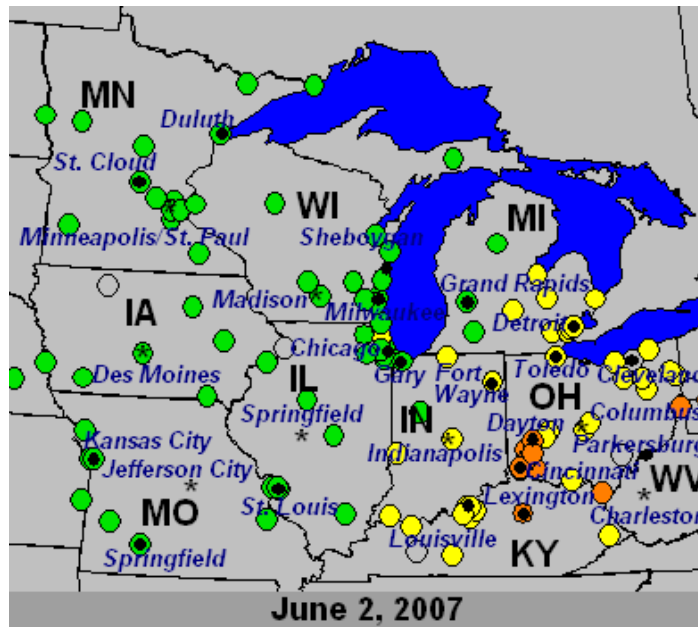 MN
Duluth
St. Cloud
WI
MI
Minneapolis/St. Paul
Sheboygan
Grand Rapids
Madison
Milwaukee
IA
Detroit
Chicago
Des Moines
Gary
Fort Wayne
Toledo
Cleveland
IL
OH
Springfield
IN
Columbus
Dayton
Kansas City
Indianapolis
Parkersburg
Jefferson City
Cincinnati
WV
St. Louis
Lexington
MO
Charleston
Louisville
KY
Springfield
June 2, 2007